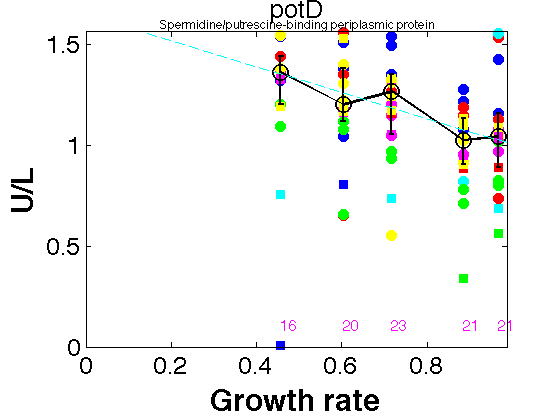 potD
Spermidine/putrescine-binding periplasmic protein
1.5
1
0.5
0
U/L
16 20 23 21 21
0 0.2 0.4 0.6 0.8
Growth rate